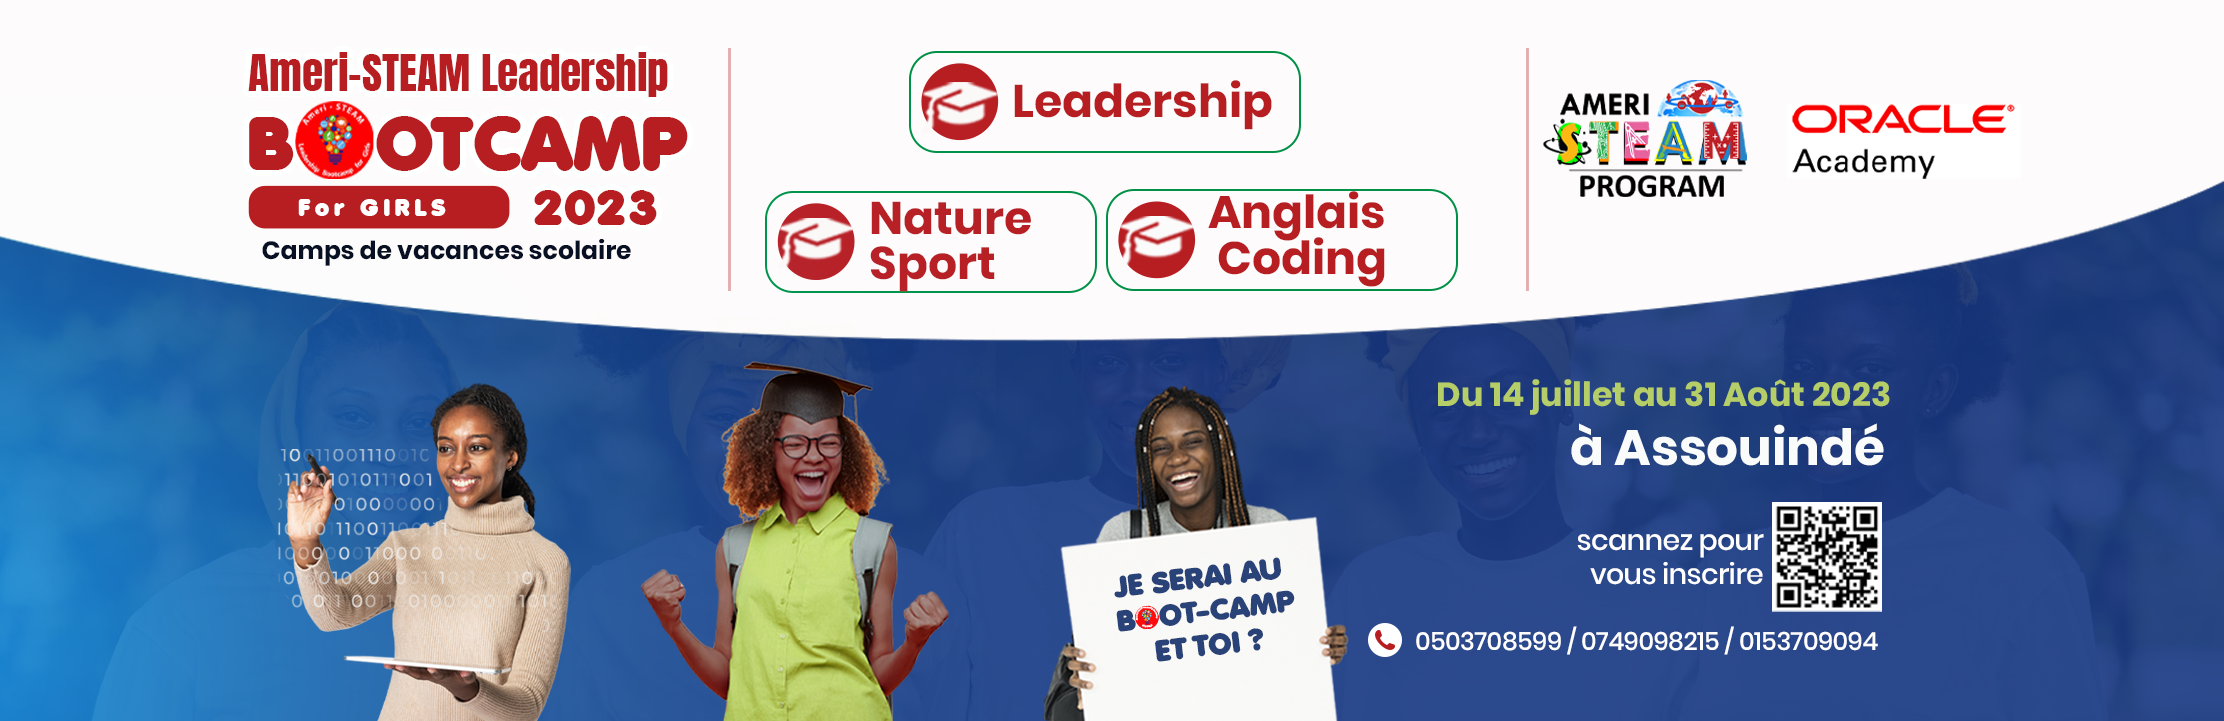 Ameri-STEAM Leadership
BOOTCAMP
For GIRLS 2023
Camps de vacances scolaire
Leadership
Nature
Sport
Anglais
Coding
AMERI
STEAM
PROGRAM
ORACLE®
Academy
Du 14 juillet au 31 Août 2023
à Assouindé
scannez pour
vous inscrire
0503708599 / 0749098215 / 0153709094
JE SERAI AU
BOOT-CAMP
ET TOI ?